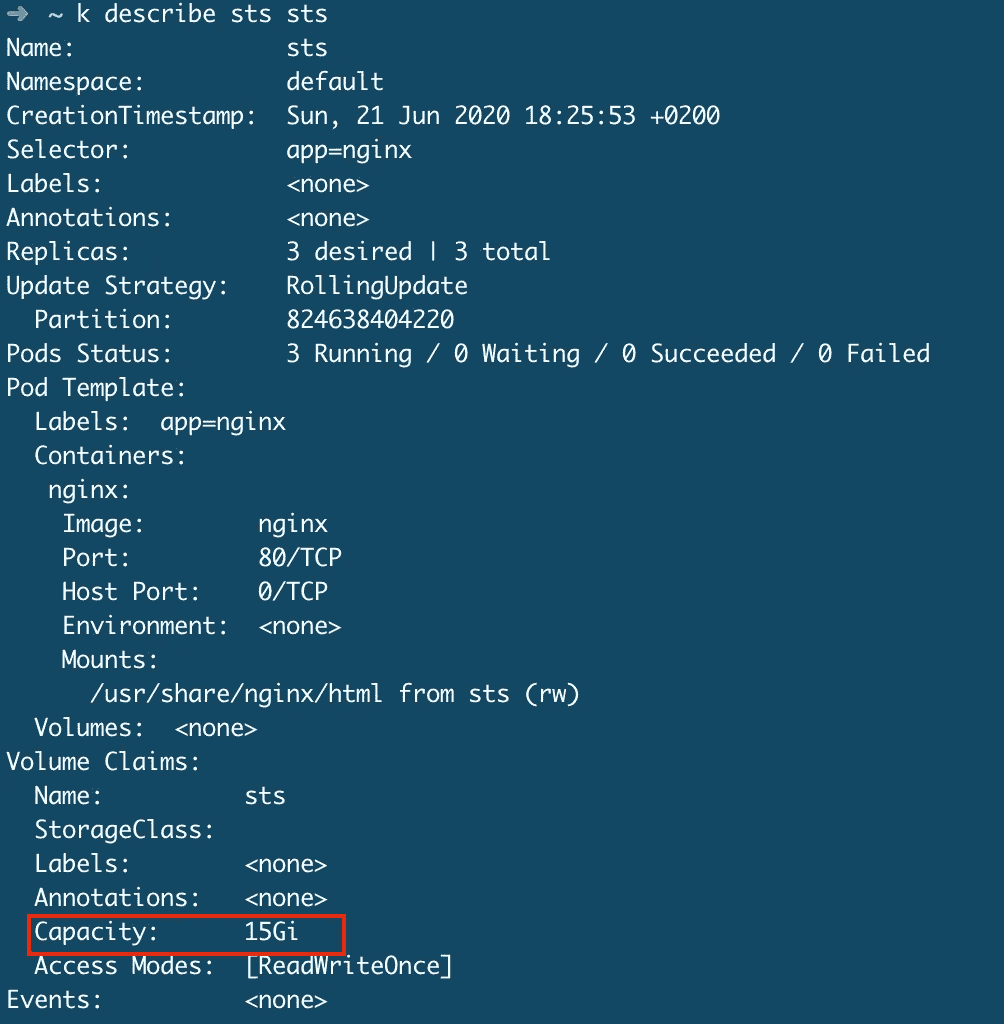 ➜ ~ k describe sts sts
Name: sts
Namespace: default
CreationTimestamp: Sun, 21 Jun 2020 18:25:53 +0200
Selector: app=nginx
Labels: <none>
Annotations: <none>
Replicas: 3 desired | 3 total
Update Strategy: RollingUpdate
Partition: 824638404220
Pods Status: 3 Running / 0 Waiting / 0 Succeeded / 0 Failed
Pod Template:
Labels: app=nginx
Containers:
nginx:
Image: nginx
Port: 80/TCP
Host Port: 0/TCP
Environment: <none>
Mounts:
/usr/share/nginx/html from sts (rw)
Volumes: <none>
Volume Claims:
Name: sts
StorageClass:
Labels: <none>
Annotations: <none>
Capacity: 15Gi
Access Modes: [ReadWriteOnce]
Events: <none>